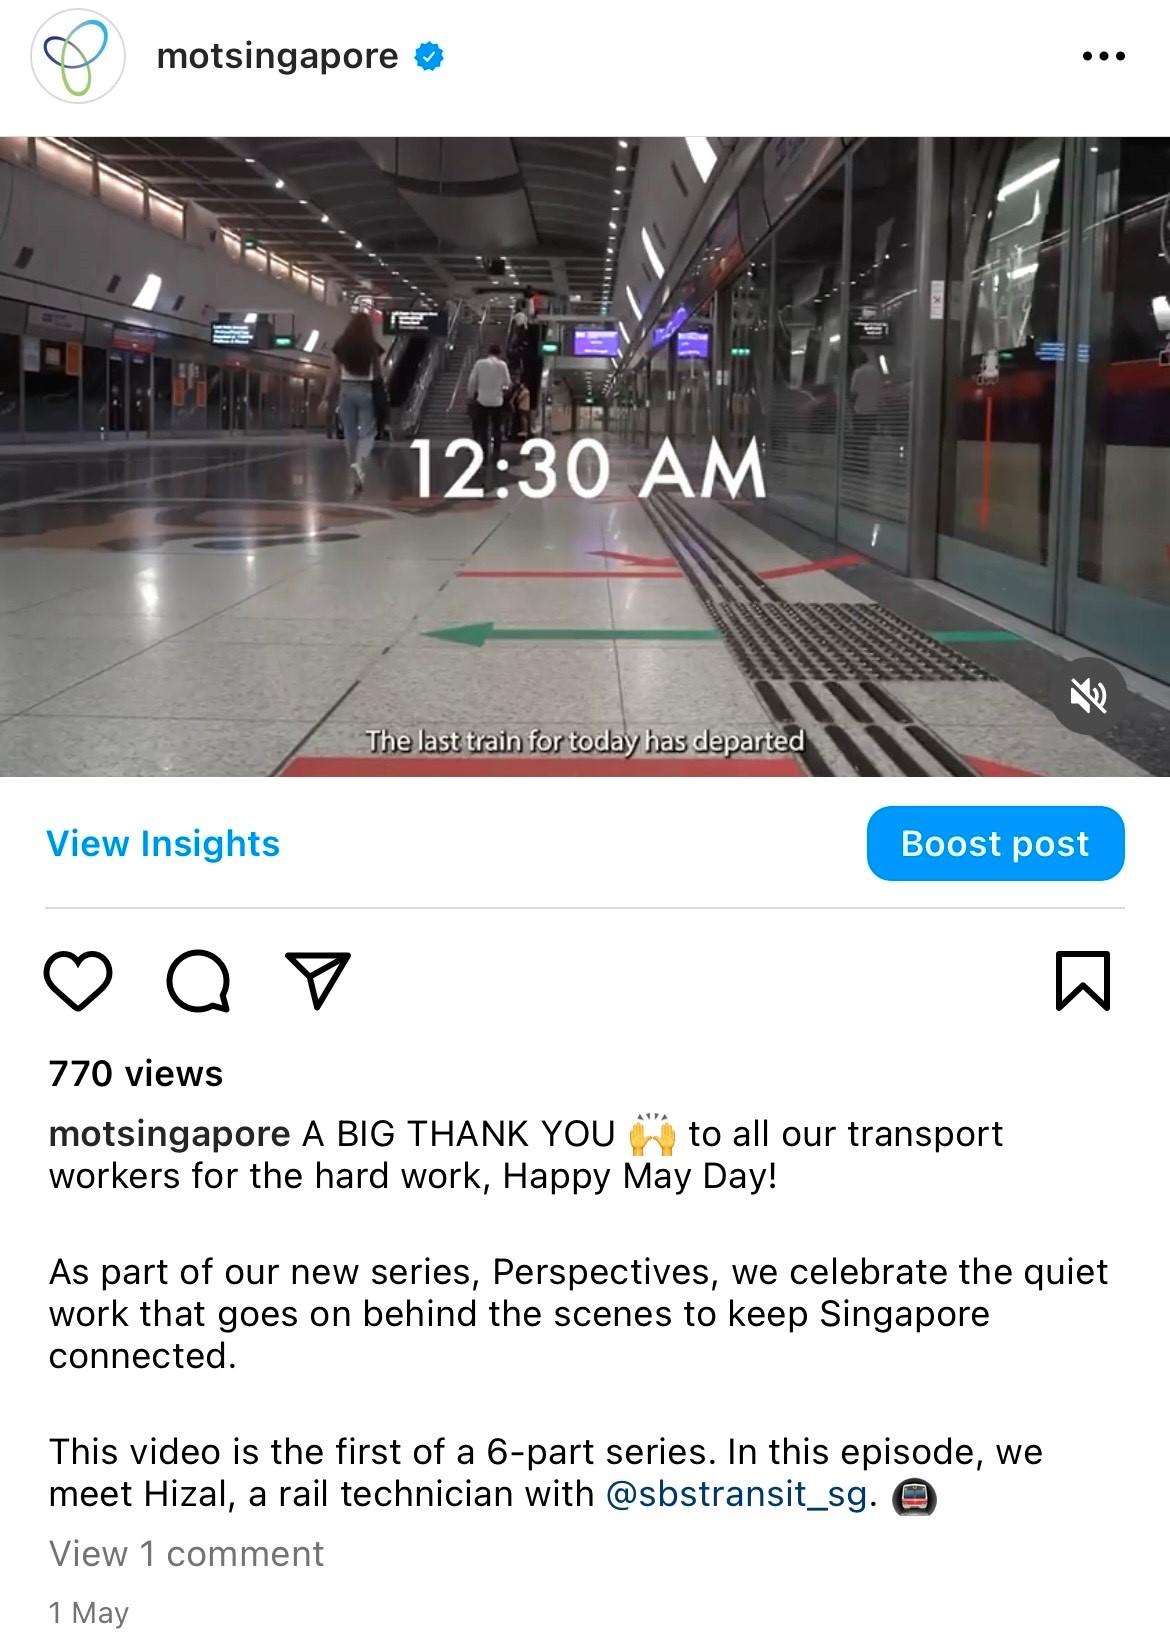 motsingapore
12:30 AM
The last train for today has departed
View Insights
Boost post
770 views
motsingapore A BIG THANK YOU 🙌 to all our transport
workers for the hard work, Happy May Day!
As part of our new series, Perspectives, we celebrate the quiet
work that goes on behind the scenes to keep Singapore
connected.
This video is the first of a 6-part series. In this episode, we
meet Hizal, a rail technician with @sbstransit_sg. 🚇
View 1 comment
1 May